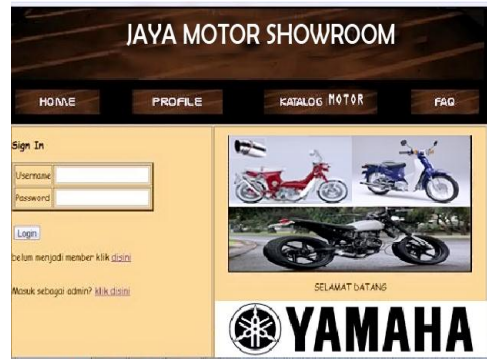 JAYA MOTOR SHOWROOM
HOME PROFILE KATALOG MOTOR FAQ
Sign In
Username
Password
Login
belum menjadi member klik disini
Masuk sebagai admin? klik disini
SELAMAT DATANG
YAMAHA